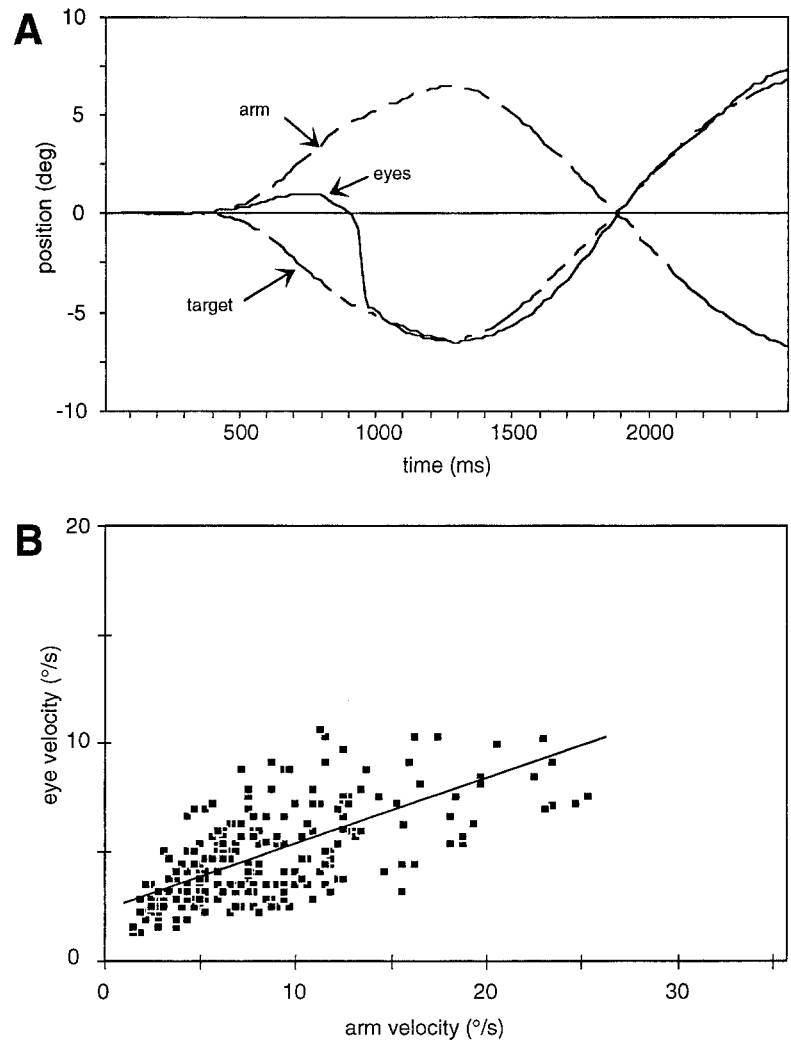 A
10
5
0
-5
-10
position (deg)
arm
eyes
target
500
1000
1500
2000
time (ms)
B
20
10
0
eye velocity (°/s)
0
10
20
30
arm velocity (°/s)